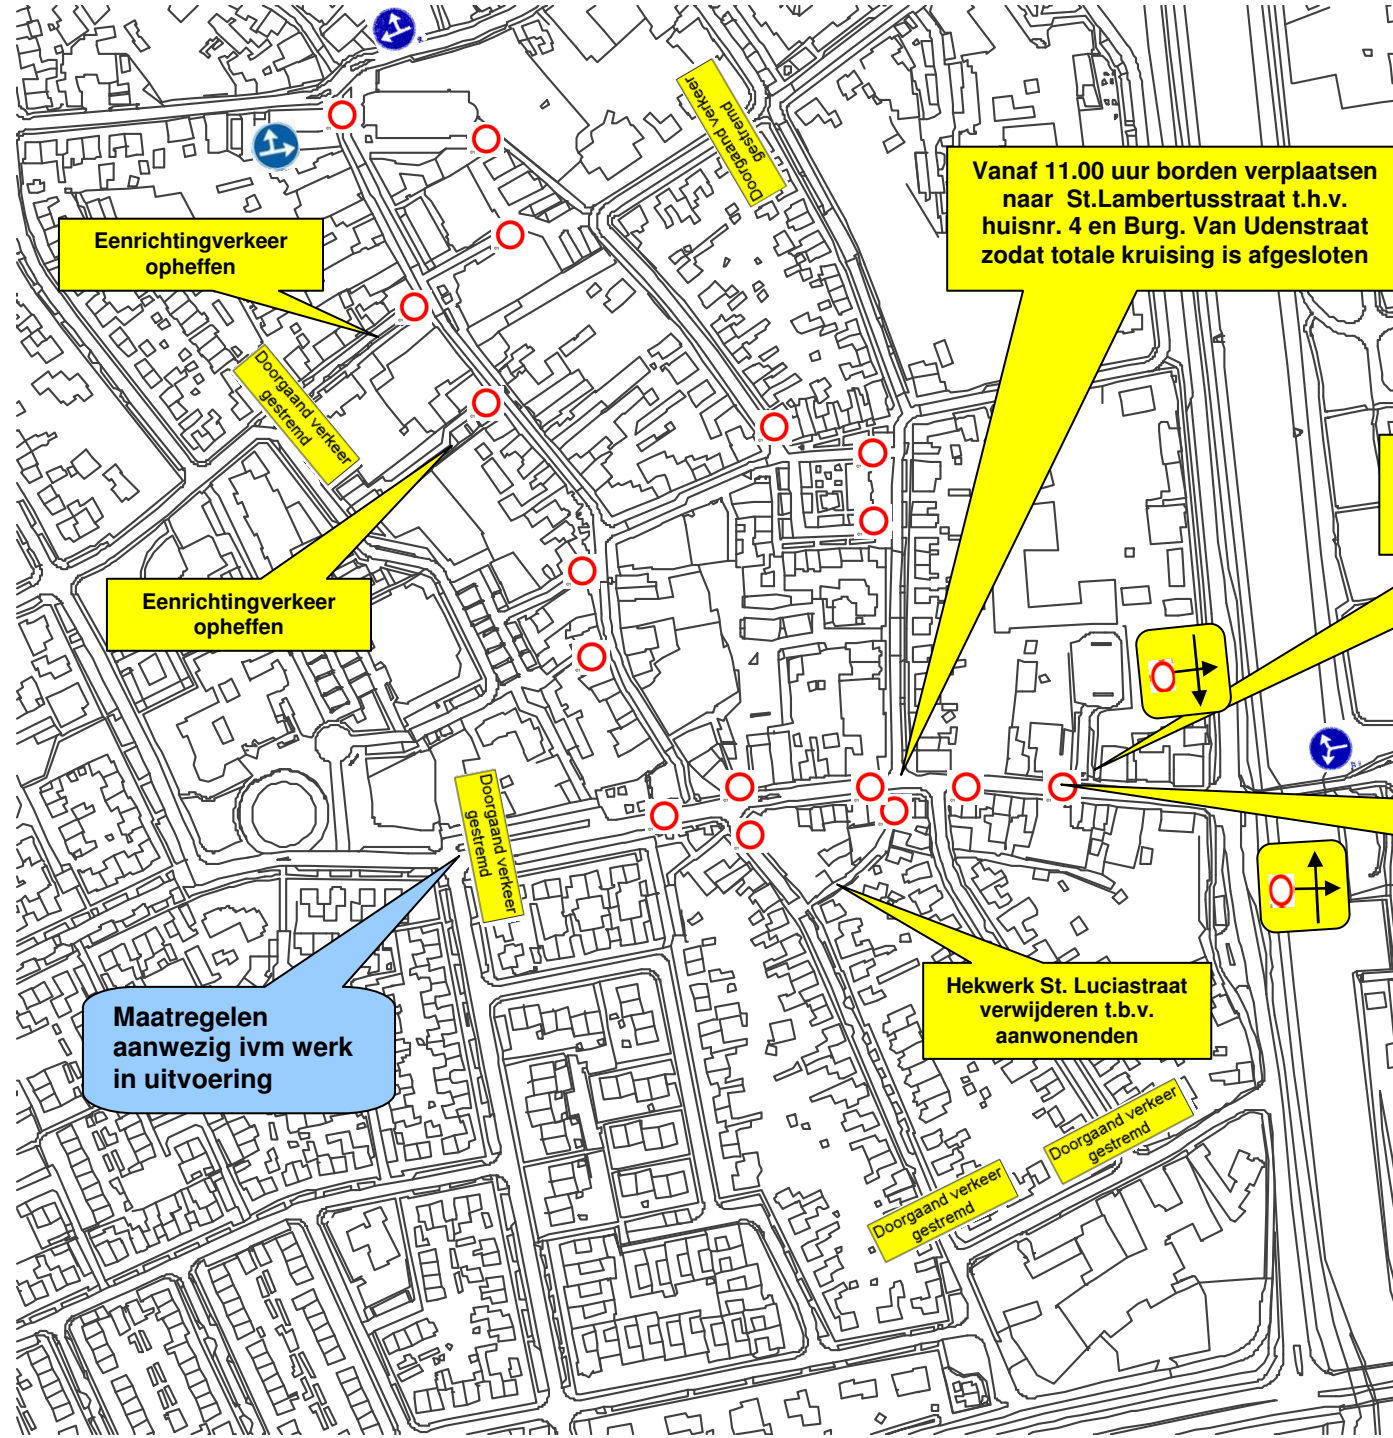 Doorgaand verkeer
gestremd
Vanaf 11.00 uur borden verplaatsen
naar St.Lambertusstraat t.h.v.
huisnr. 4 en Burg. Van Udenstraat
zodat totale kruising is afgesloten
Eenrichtingverkeer
opheffen
Doorgaand verkeer
gestremd
Eenrichtingverkeer
opheffen
Doorgaand verkeer
gestremd
Hekwerk St. Luciastraat
verwijderen t.b.v.
aanwonenden
Maatregelen
aanwezig ivm werk
in uitvoering
Doorgaand verkeer
gestremd
Doorgaand verkeer
gestremd